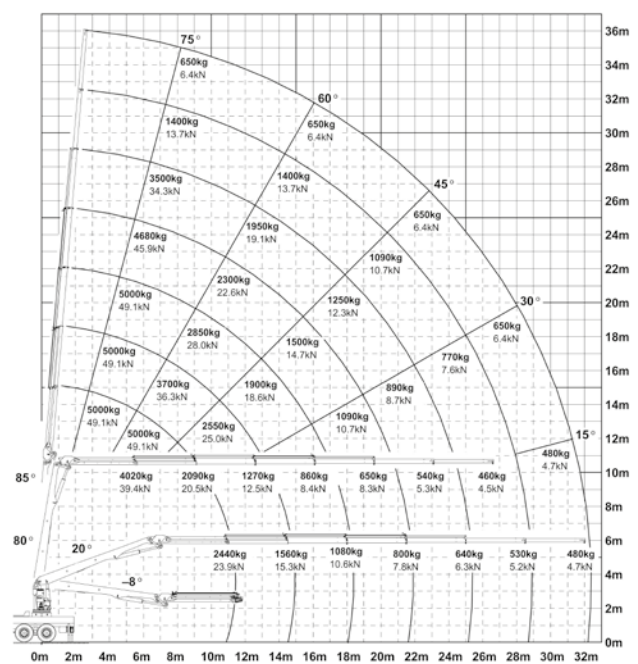 36m
75°
34m
650kg
6.4kN
60°
32m
650kg
6.4kN
1400kg
13.7kN
30m
28m
1400kg
13.7kN
3500kg
34.3kN
45°
26m
650kg
6.4kN
1950kg
19.1kN
24m
4680kg
45.9kN
1090kg
10.7kN
22m
2300kg
22.6kN
5000kg
49.1kN
1250kg
12.3kN
20m
30°
650kg
6.4kN
18m
2850kg
28.0kN
1500kg
14.7kN
5000kg
49.1kN
770kg
7.6kN
16m
3700kg
36.3kN
1900kg
18.6kN
890kg
8.7kN
14m
5000kg
49.1kN
1090kg
10.7kN
2550kg
25.0kN
5000kg
49.1kN
15°
12m
480kg
4.7kN
10m
85°
4020kg
39.4kN
2090kg
20.5kN
1270kg
12.5kN
860kg
8.4kN
650kg
8.3kN
540kg
5.3kN
460kg
4.5kN
8m
80°
20°
6m
2440kg
23.9kN
1560kg
15.3kN
1080kg
10.6kN
800kg
7.8kN
640kg
6.3kN
530kg
5.2kN
480kg
4.7kN
4m
–8°
2m
0m
0m 2m 4m 6m 8m 10m 12m 14m 16m 18m 20m 22m 24m 26m 28m 30m 32m